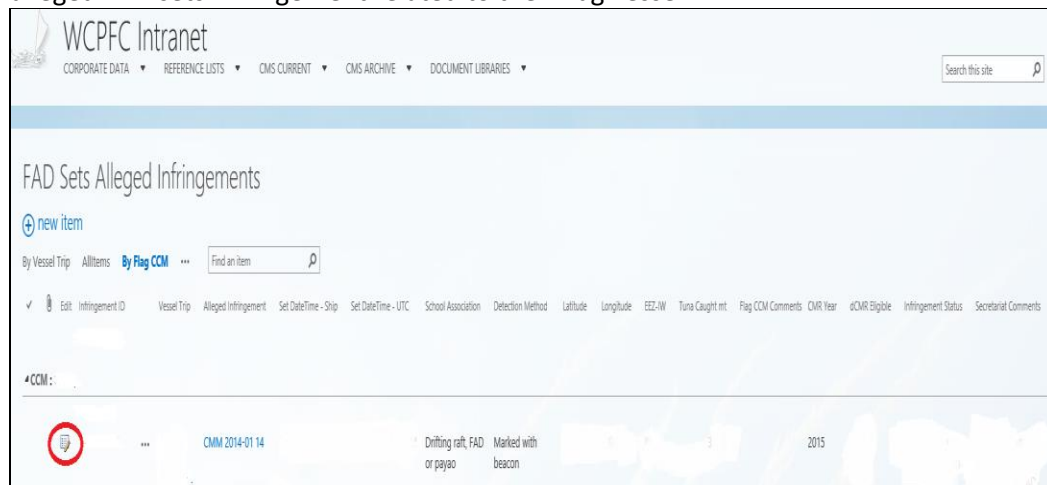 WCPFC Intranet
CORPORATE DATA ▼ REFERENCE LISTS ▼ CMS CURRENT ▼ CMS ARCHIVE ▼ DOCUMENT LIBRARIES ▼
Search this site
FAD Sets Alleged Infringements
new item
By Vessel Trip AllItems By Flag CCM ••• Find an item
Edit Infringement ID Vessel Trip Alleged Infringement Set DateTime - Ship Set DateTime - UTC School Association Detection Method Latitude Longitude EEZ-IW Tuna Caught mt Flag CCM Comments CMR Year dCMR Eligible Infringement Status Secretariat Comments
CCM :
••• CMM 2014-01 14 Drifting raft, FAD Marked with 2015
or payao beacon